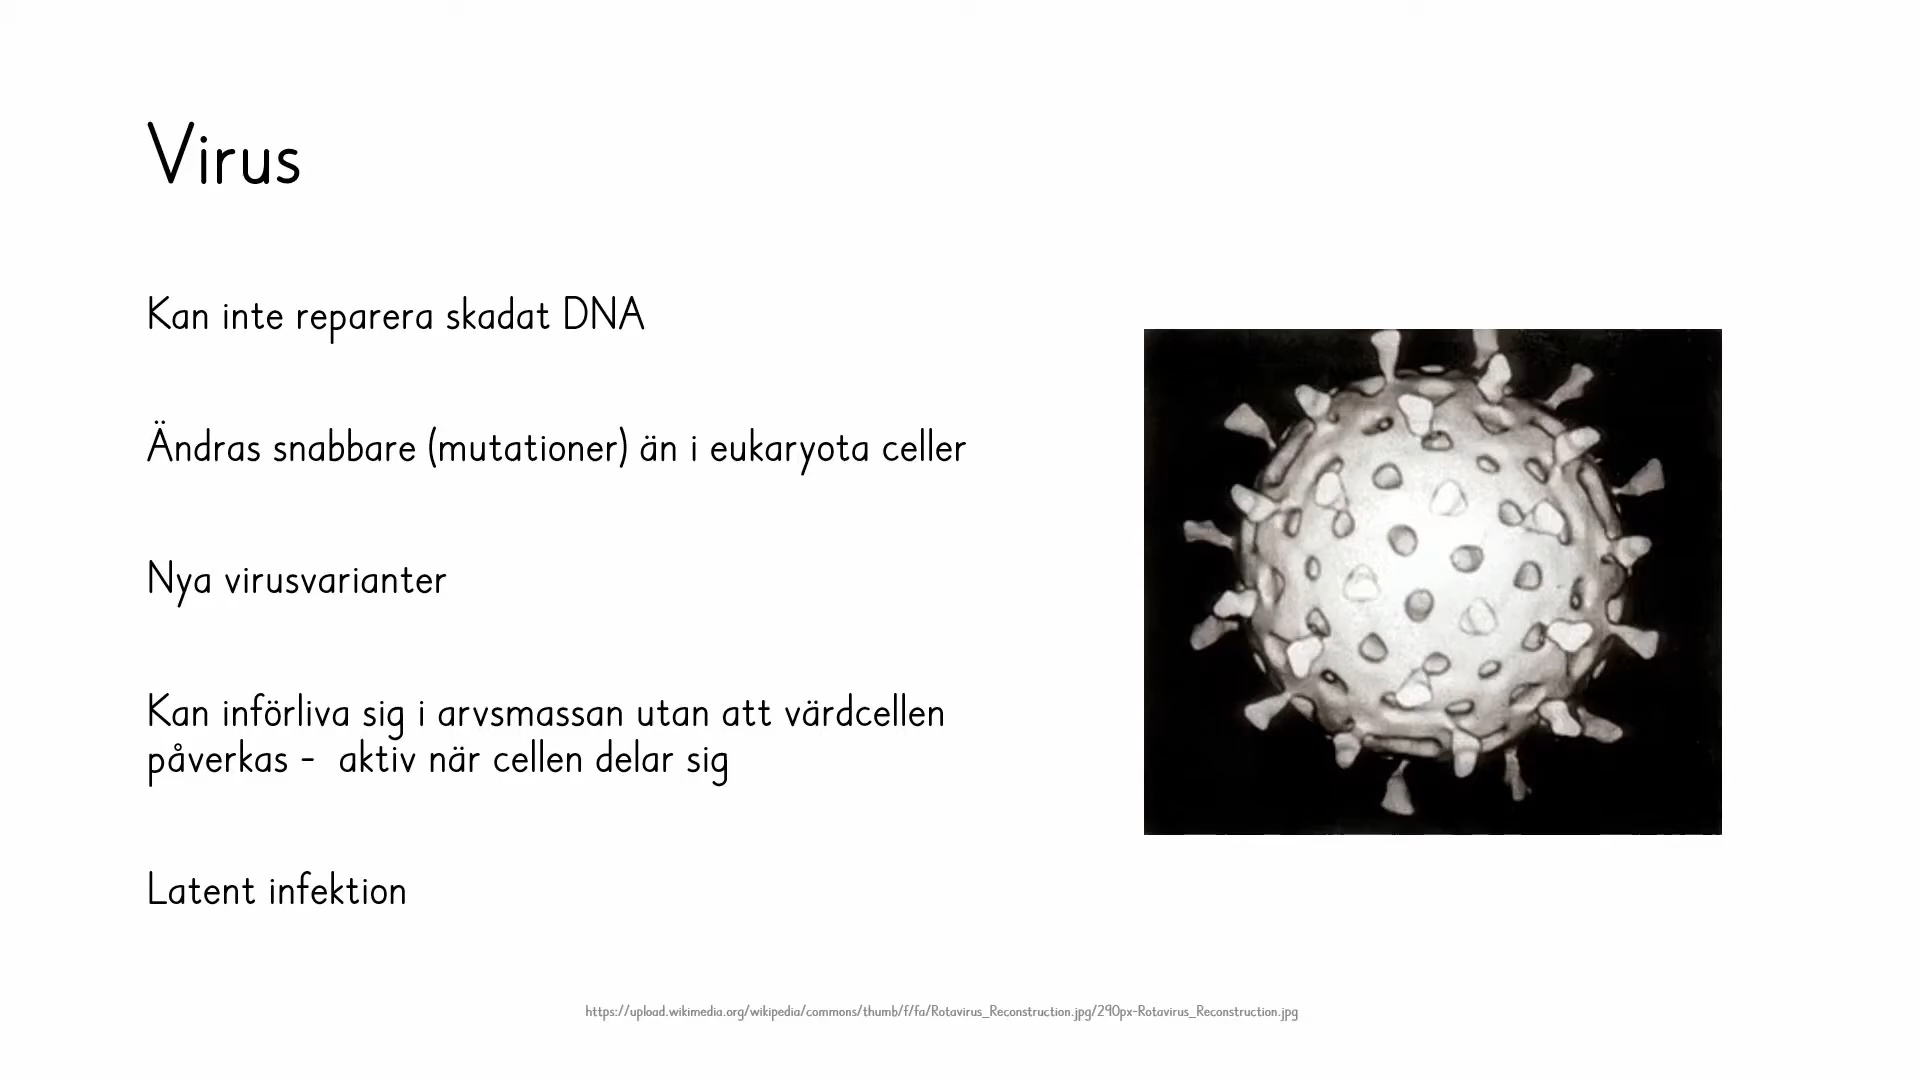 Virus
Kan inte reparera skadat DNA
Ändras snabbare (mutationer) än i eukaryota celler
Nya virusvarianter
Kan införliva sig i arvsmassan utan att värdcellen
påverkas - aktiv när cellen delar sig
Latent infektion
https://upload.wikimedia.org/wikipedia/commons/thumb/f/fa/Rotavirus_Reconstruction.jpg/290px-Rotavirus_Reconstruction.jpg